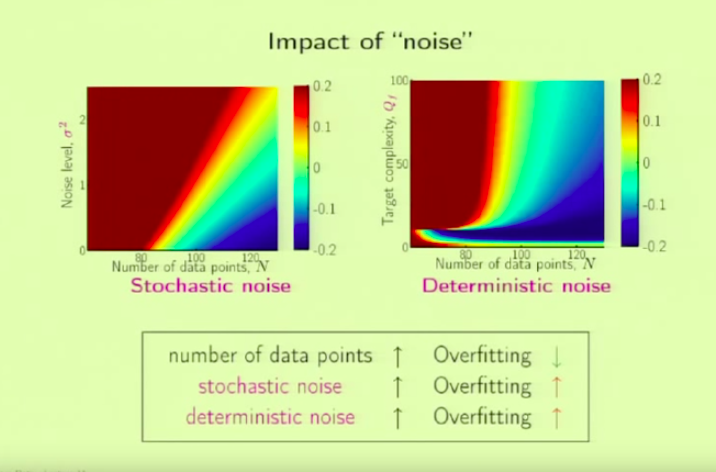 Impact of “noise”
Noise level, σ²
2
1
0
80
100
120
Number of data points, N
0.2
0.1
0
-0.1
-0.2
Stochastic noise
Target complexity, Q_f
100
50
0
80
100
120
Number of data points, N
0.2
0.1
0
-0.1
-0.2
Deterministic noise
number of data points ↑ Overfitting ↓
stochastic noise ↑ Overfitting ↑
deterministic noise ↑ Overfitting ↑